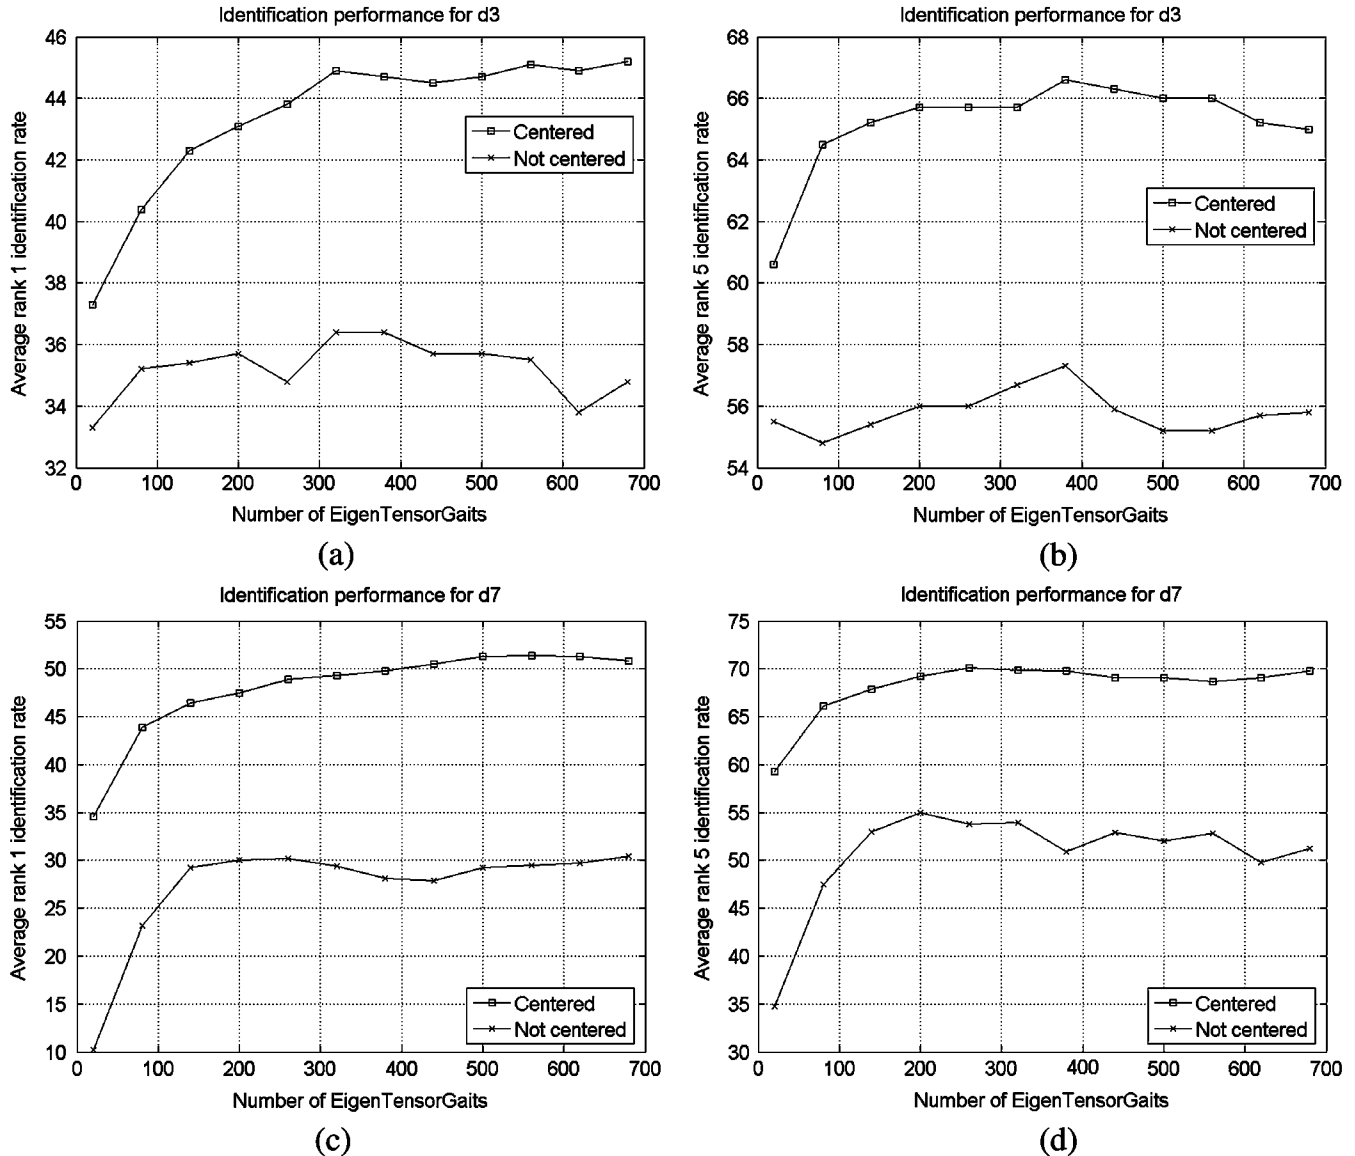 Identification performance for d3
46
44
42
40
38
36
34
32
0 100 200 300 400 500 600 700
Average rank 1 identification rate
Number of EigenTensorGaits
Centered
Not centered
(a)
Identification performance for d3
68
66
64
62
60
58
56
54
0 100 200 300 400 500 600 700
Average rank 5 identification rate
Number of EigenTensorGaits
Centered
Not centered
(b)
Identification performance for d7
55
50
45
40
35
30
25
20
15
10
0 100 200 300 400 500 600 700
Average rank 1 identification rate
Number of EigenTensorGaits
Centered
Not centered
(c)
Identification performance for d7
75
70
65
60
55
50
45
40
35
30
0 100 200 300 400 500 600 700
Average rank 5 identification rate
Number of EigenTensorGaits
Centered
Not centered
(d)